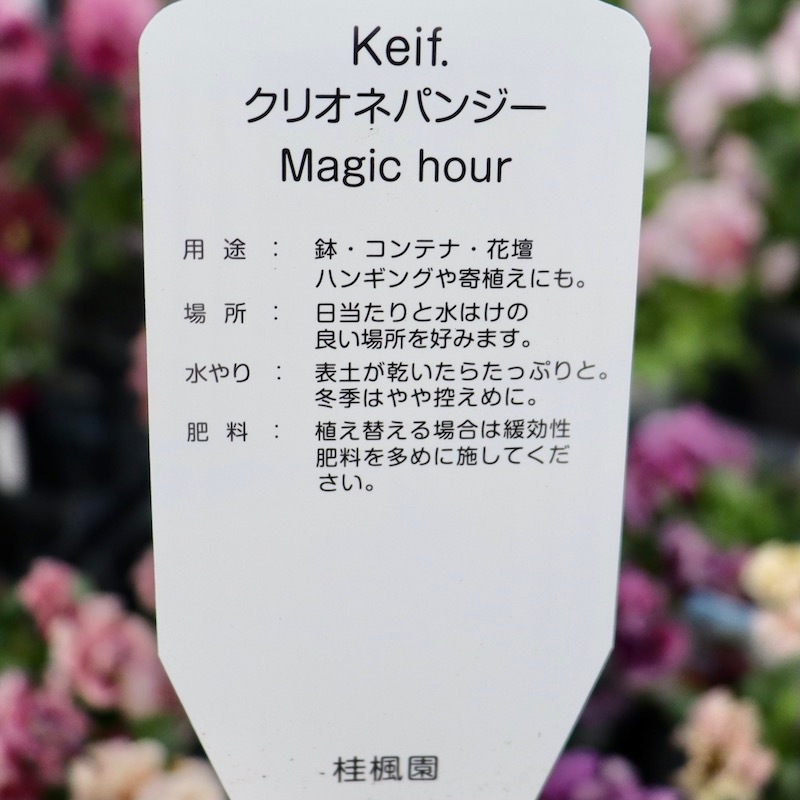 Keif.
クリオネパンジー
Magic hour
用途：鉢・コンテナ・花壇
ハンギングや寄植えにも。
場所：日当たりと水はけの
良い場所を好みます。
水やり：表土が乾いたらたっぷりと。
冬季はやや控えめに。
肥料：植え替える場合は緩効性
肥料を多めに施してくだ
さい。
桂楓園